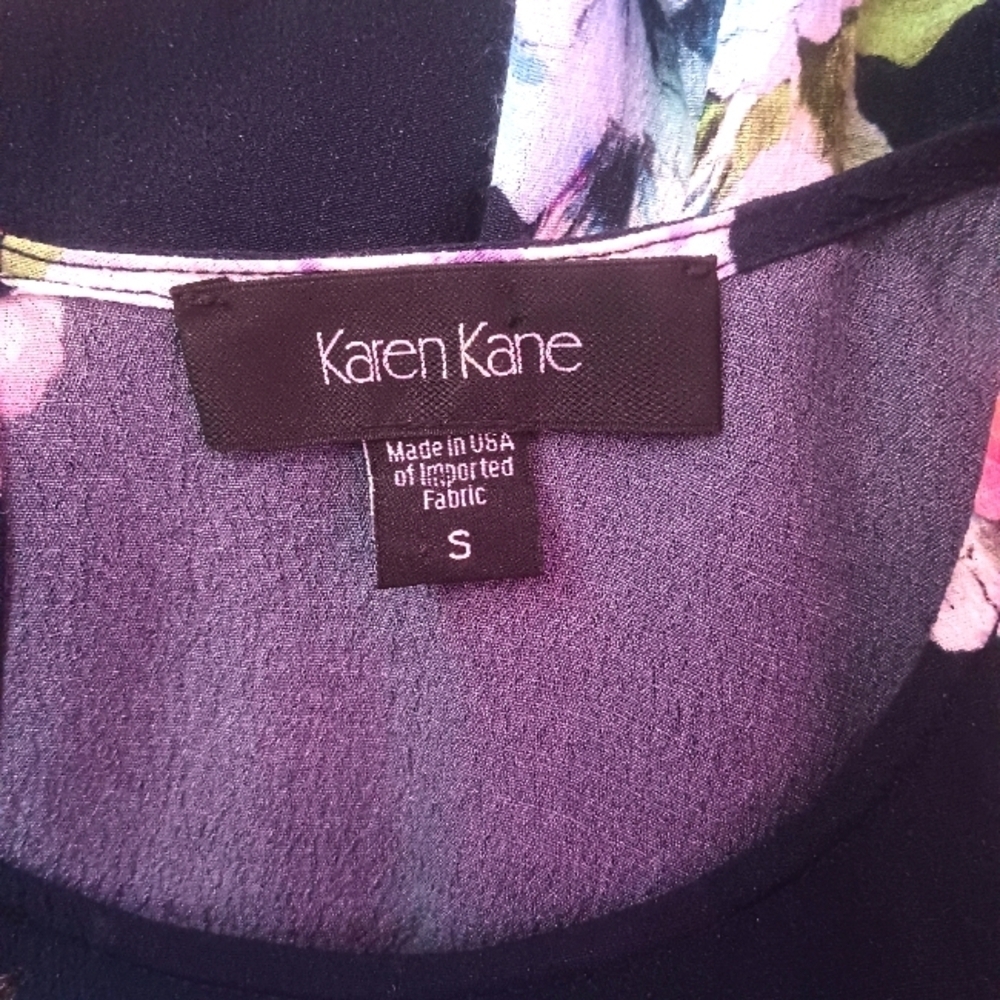 Karen Kane
Made in USA
of Imported
Fabric
S